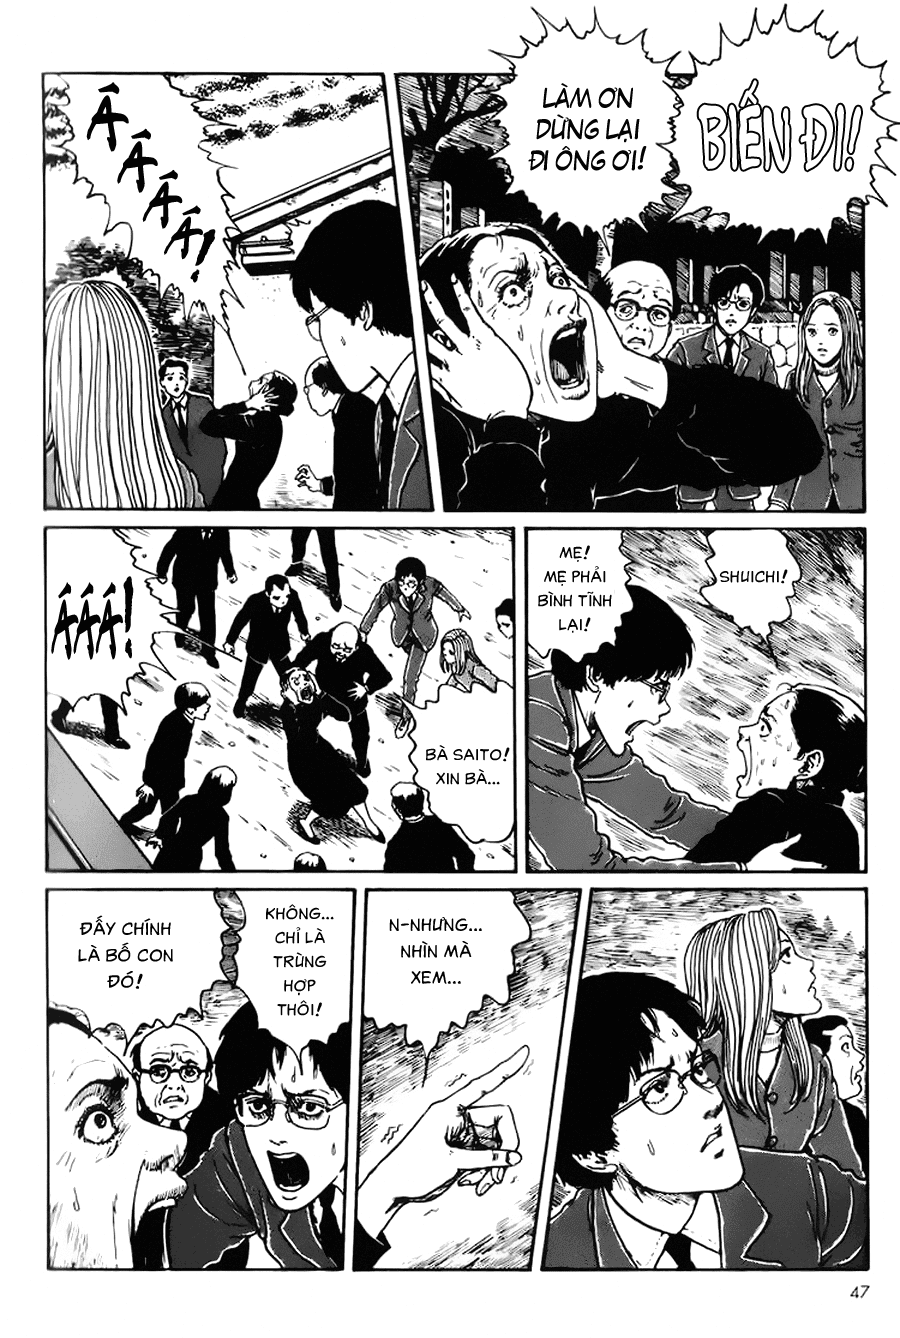 Á
Á
Á
Á!
LÀM ƠN
DỪNG LẠI
ĐI ÔNG ƠI!
BIẾN ĐI!
ÁÁÁ!
BÀ SAITO!
XIN BÀ...
MẸ!
MẸ PHẢI
BÌNH TĨNH
LẠI!
SHUICHI!
ĐẤY CHÍNH
LÀ BỐ CON
ĐÓ!
KHÔNG...
CHỈ LÀ
TRÙNG
HỢP
THÔI!
N-NHƯNG...
NHÌN MÀ
XEM...
47